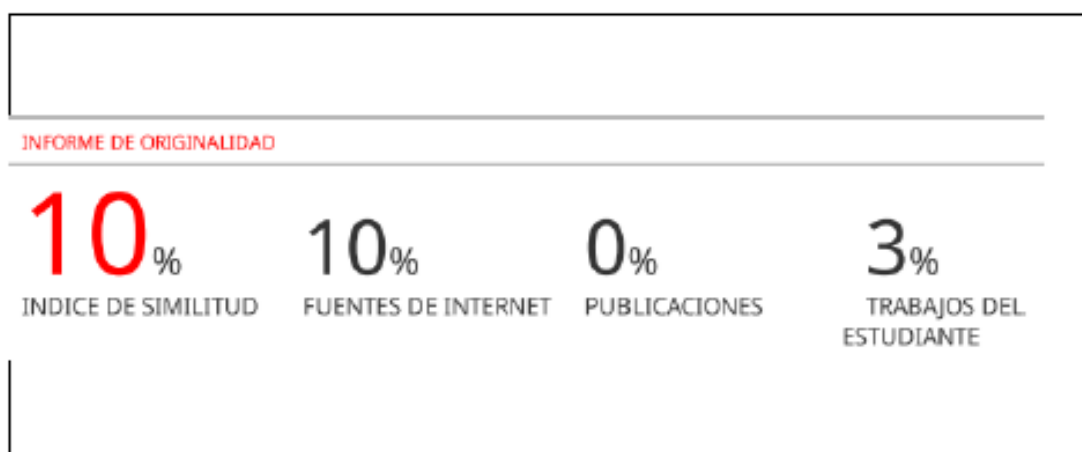 INFORME DE ORIGINALIDAD
10% 10% 0% 3%
INDICE DE SIMILITUD FUENTES DE INTERNET PUBLICACIONES TRABAJOS DEL
ESTUDIANTE